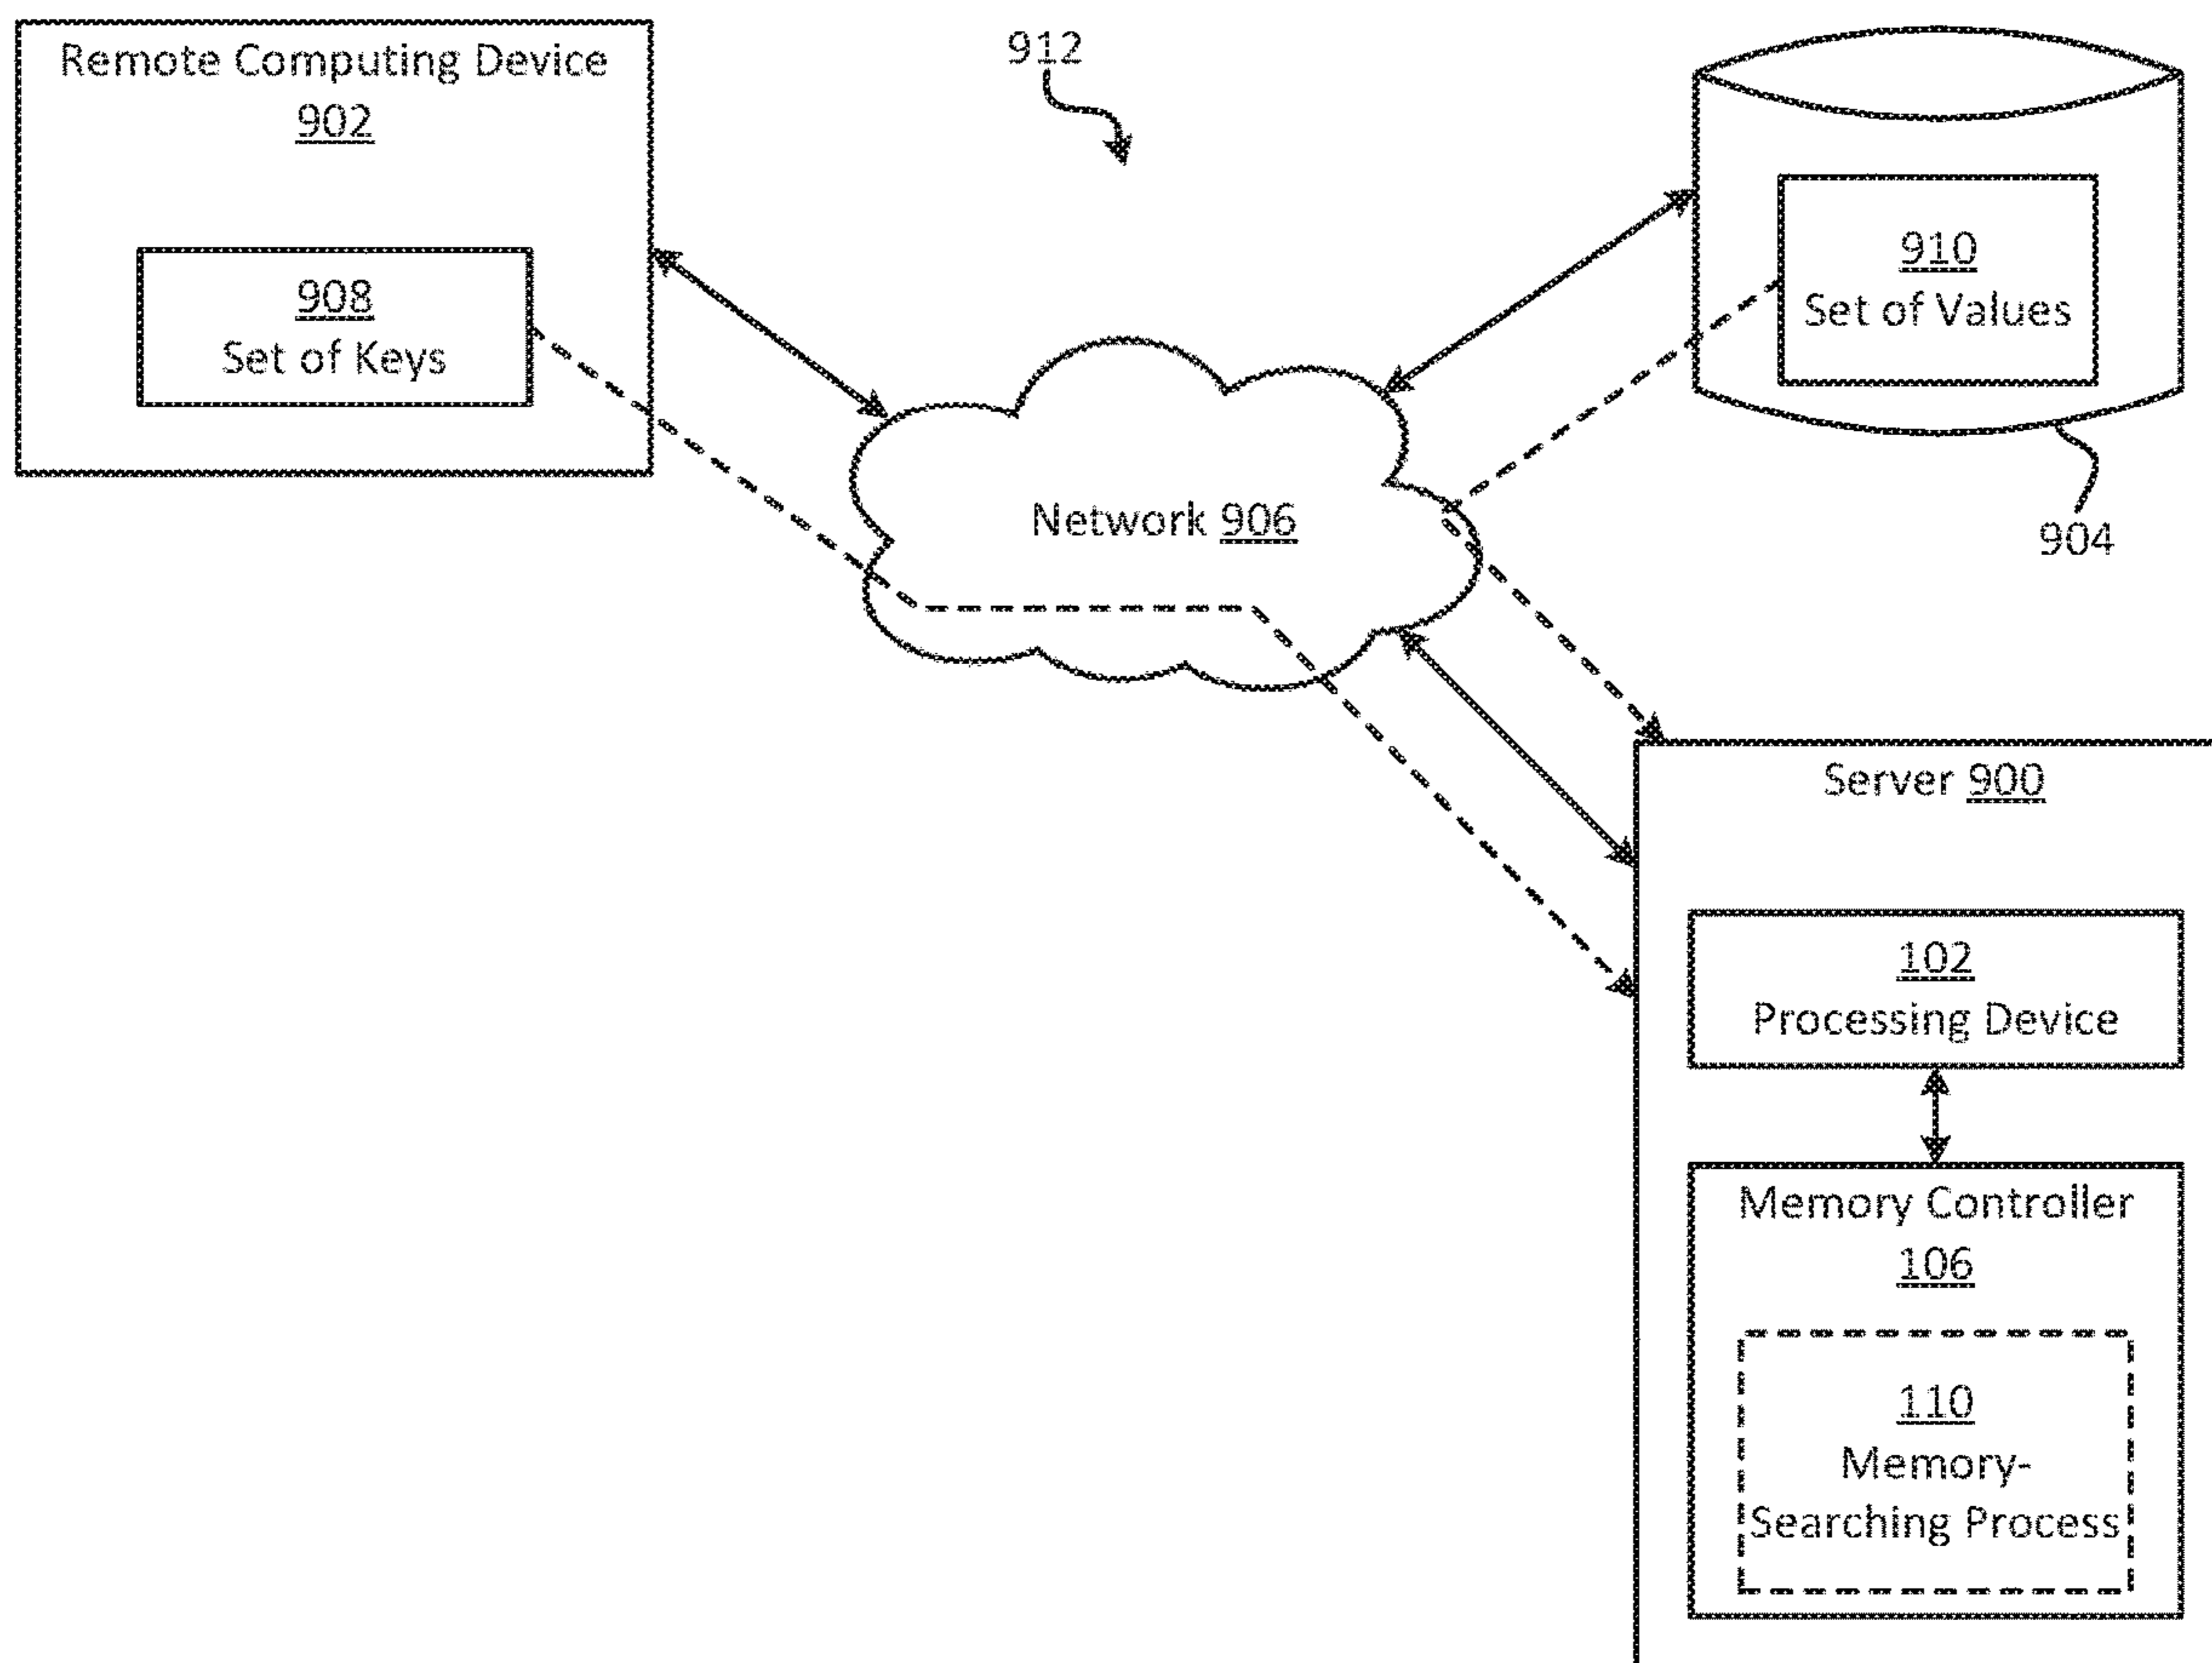 Remote Computing Device
902
908
Set of Keys
912
910
Set of Values
904
Network 906
Server 900
102
Processing Device
Memory Controller
106
110
Memory-
Searching Process